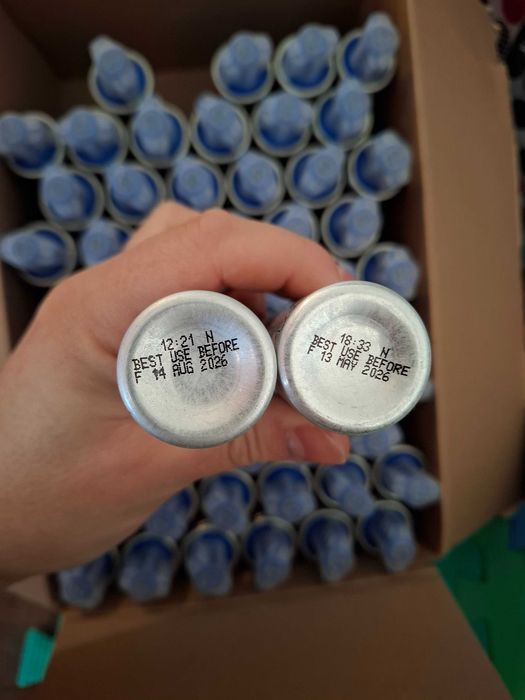 12:21 N
BEST USE BEFORE
F 14 AUG 2026
18:33 N
BEST USE BEFORE
F 13 MAY 2026